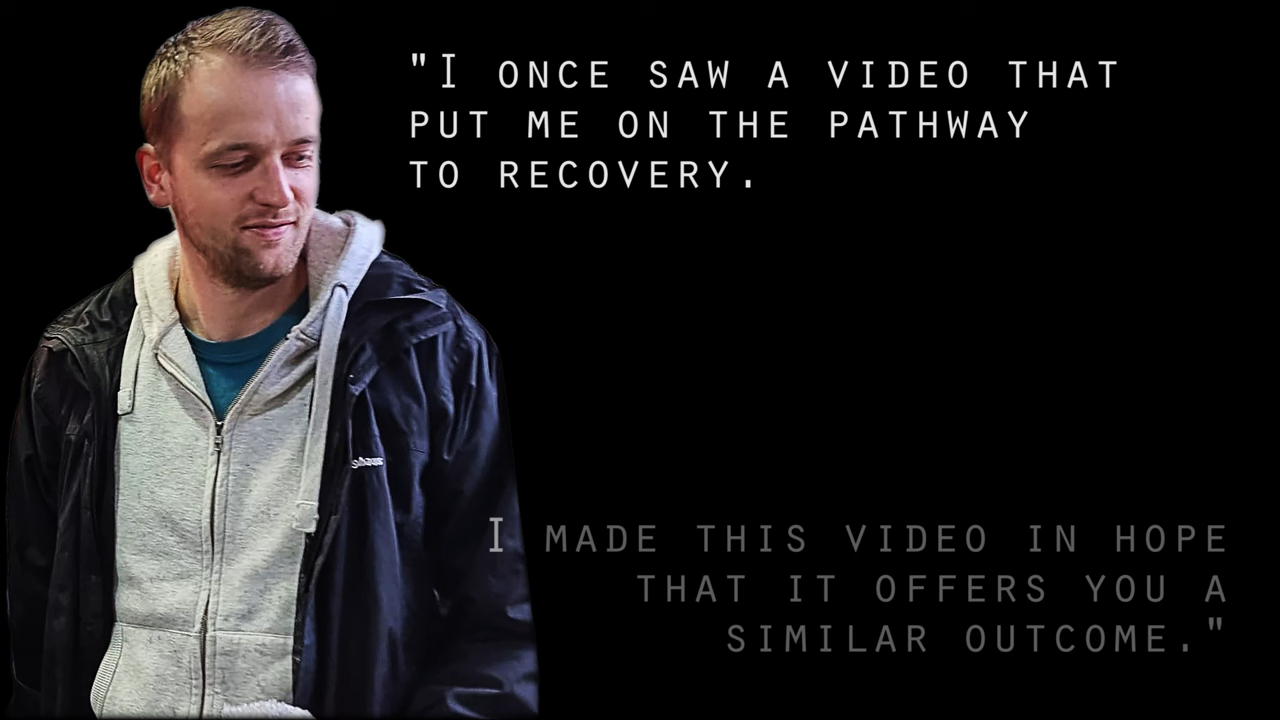 "I ONCE SAW A VIDEO THAT
PUT ME ON THE PATHWAY
TO RECOVERY.
I MADE THIS VIDEO IN HOPE
THAT IT OFFERS YOU A
SIMILAR OUTCOME."